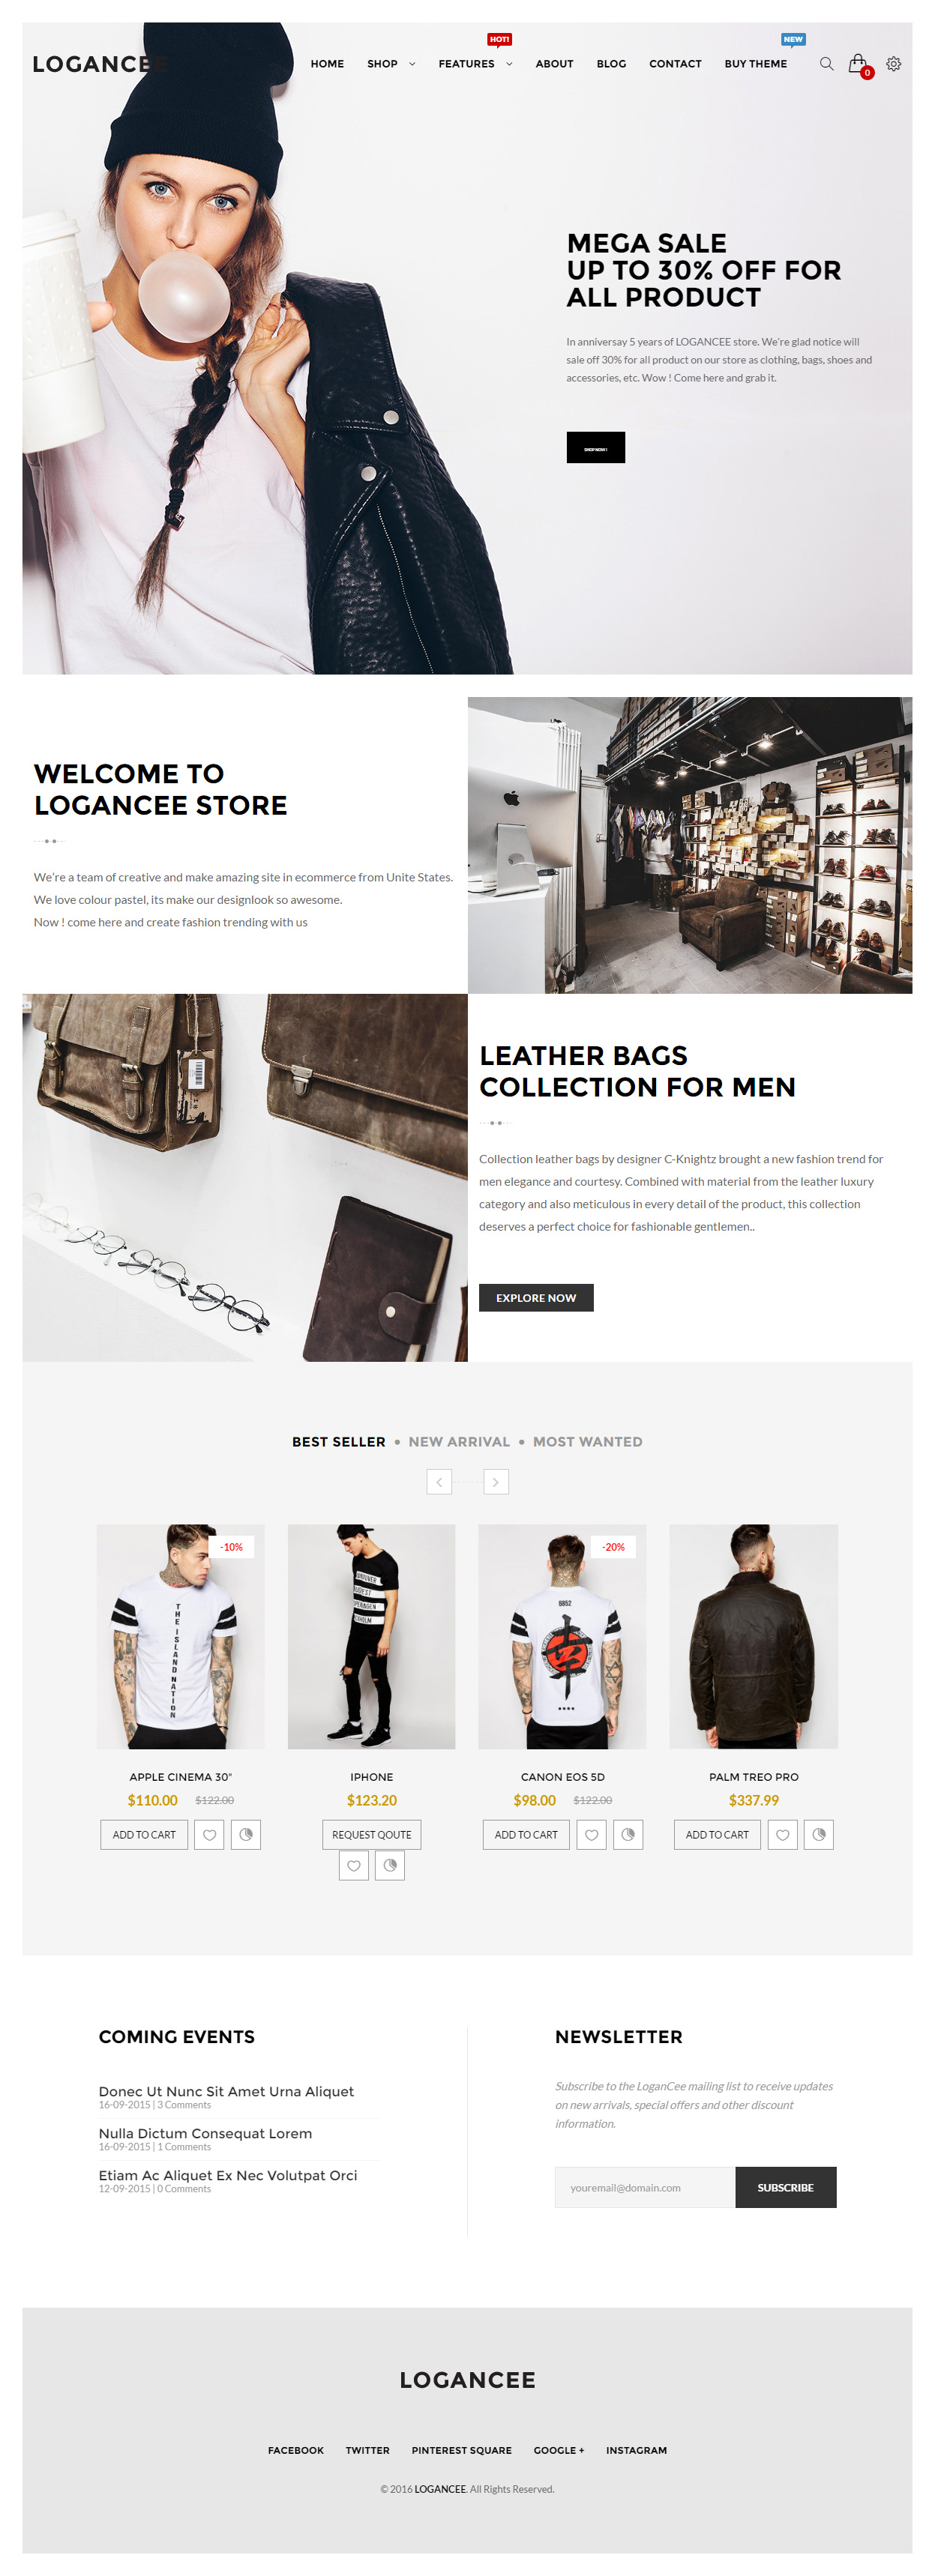 HOT!
NEW
LOGANCEE
HOME SHOP FEATURES ABOUT BLOG CONTACT BUY THEME
0
MEGA SALE
UP TO 30% OFF FOR
ALL PRODUCT
In anniversay 5 years of LOGANCEE store. We're glad notice will
sale off 30% for all product on our store as clothing, bags, shoes and
accessories, etc. Wow ! Come here and grab it.
SHOP NOW !
WELCOME TO
LOGANCEE STORE
We're a team of creative and make amazing site in ecommerce from Unite States.
We love colour pastel, its make our designlook so awesome.
Now ! come here and create fashion trending with us
LEATHER BAGS
COLLECTION FOR MEN
Collection leather bags by designer C-Knightz brought a new fashion trend for
men elegance and courtesy. Combined with material from the leather luxury
category and also meticulous in every detail of the product, this collection
deserves a perfect choice for fashionable gentlemen..
EXPLORE NOW
BEST SELLER • NEW ARRIVAL • MOST WANTED
-10%
THE ISLAND NATION
-20%
6852
幸
APPLE CINEMA 30"
$110.00 $122.00
ADD TO CART
IPHONE
$123.20
REQUEST QOUTE
CANON EOS 5D
$98.00 $122.00
ADD TO CART
PALM TREO PRO
$337.99
ADD TO CART
COMING EVENTS
Donec Ut Nunc Sit Amet Urna Aliquet
16-09-2015 | 3 Comments
Nulla Dictum Consequat Lorem
16-09-2015 | 1 Comments
Etiam Ac Aliquet Ex Nec Volutpat Orci
12-09-2015 | 0 Comments
NEWSLETTER
Subscribe to the LoganCee mailing list to receive updates
on new arrivals, special offers and other discount
information.
youremail@domain.com
SUBSCRIBE
LOGANCEE
FACEBOOK TWITTER PINTEREST SQUARE GOOGLE + INSTAGRAM
© 2016 LOGANCEE. All Rights Reserved.